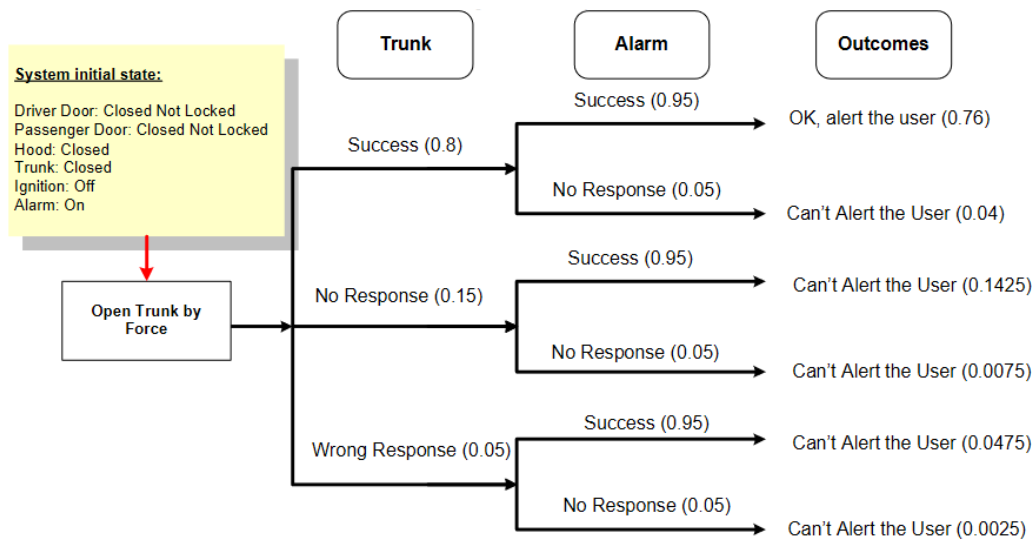 Trunk
Alarm
Outcomes
System initial state:
Driver Door: Closed Not Locked
Passenger Door: Closed Not Locked
Hood: Closed
Trunk: Closed
Ignition: Off
Alarm: On
Open Trunk by
Force
Success (0.8)
No Response (0.15)
Wrong Response (0.05)
Success (0.95)
No Response (0.05)
Success (0.95)
No Response (0.05)
Success (0.95)
No Response (0.05)
OK, alert the user (0.76)
Can't Alert the User (0.04)
Can't Alert the User (0.1425)
Can't Alert the User (0.0075)
Can't Alert the User (0.0475)
Can't Alert the User (0.0025)